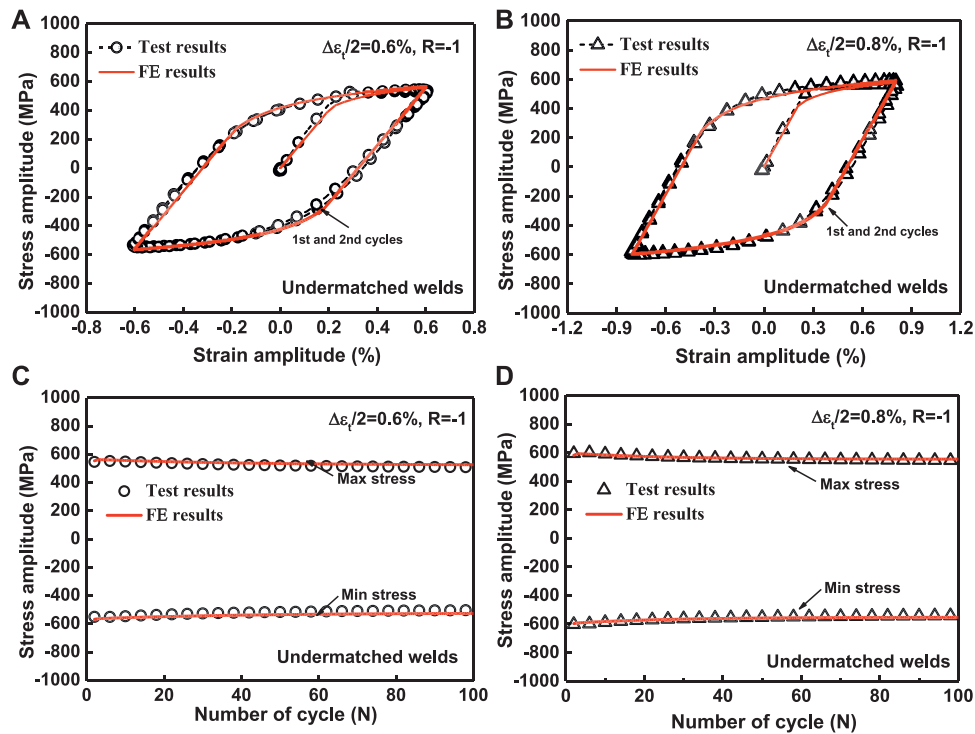 A
1000
800
600
400
200
0
-200
-400
-600
-800
1000
Stress amplitude (MPa)
Test results
FE results
Δεt/2=0.6%, R=-1
1st and 2nd cycles
Undermatched welds
-0.8 -0.6 -0.4 -0.2 0.0 0.2 0.4 0.6 0.8
Strain amplitude (%)
B
1000
800
600
400
200
0
-200
-400
-600
-800
1000
Stress amplitude (MPa)
Test results
FE results
Δεt/2=0.8%, R=-1
1st and 2nd cycles
Undermatched welds
-1.2 -0.9 -0.6 -0.3 0.0 0.3 0.6 0.9 1.2
Strain amplitude (%)
C
1000
800
600
400
200
0
-200
-400
-600
-800
-1000
Stress amplitude (MPa)
Δεt/2=0.6%, R=-1
Max stress
Test results
FE results
Min stress
Undermatched welds
0 20 40 60 80 100
Number of cycle (N)
D
1000
800
600
400
200
0
-200
-400
-600
-800
-1000
Stress amplitude (MPa)
Δεt/2=0.8%, R=-1
Max stress
Test results
FE results
Min stress
Undermatched welds
0 20 40 60 80 100
Number of cycle (N)